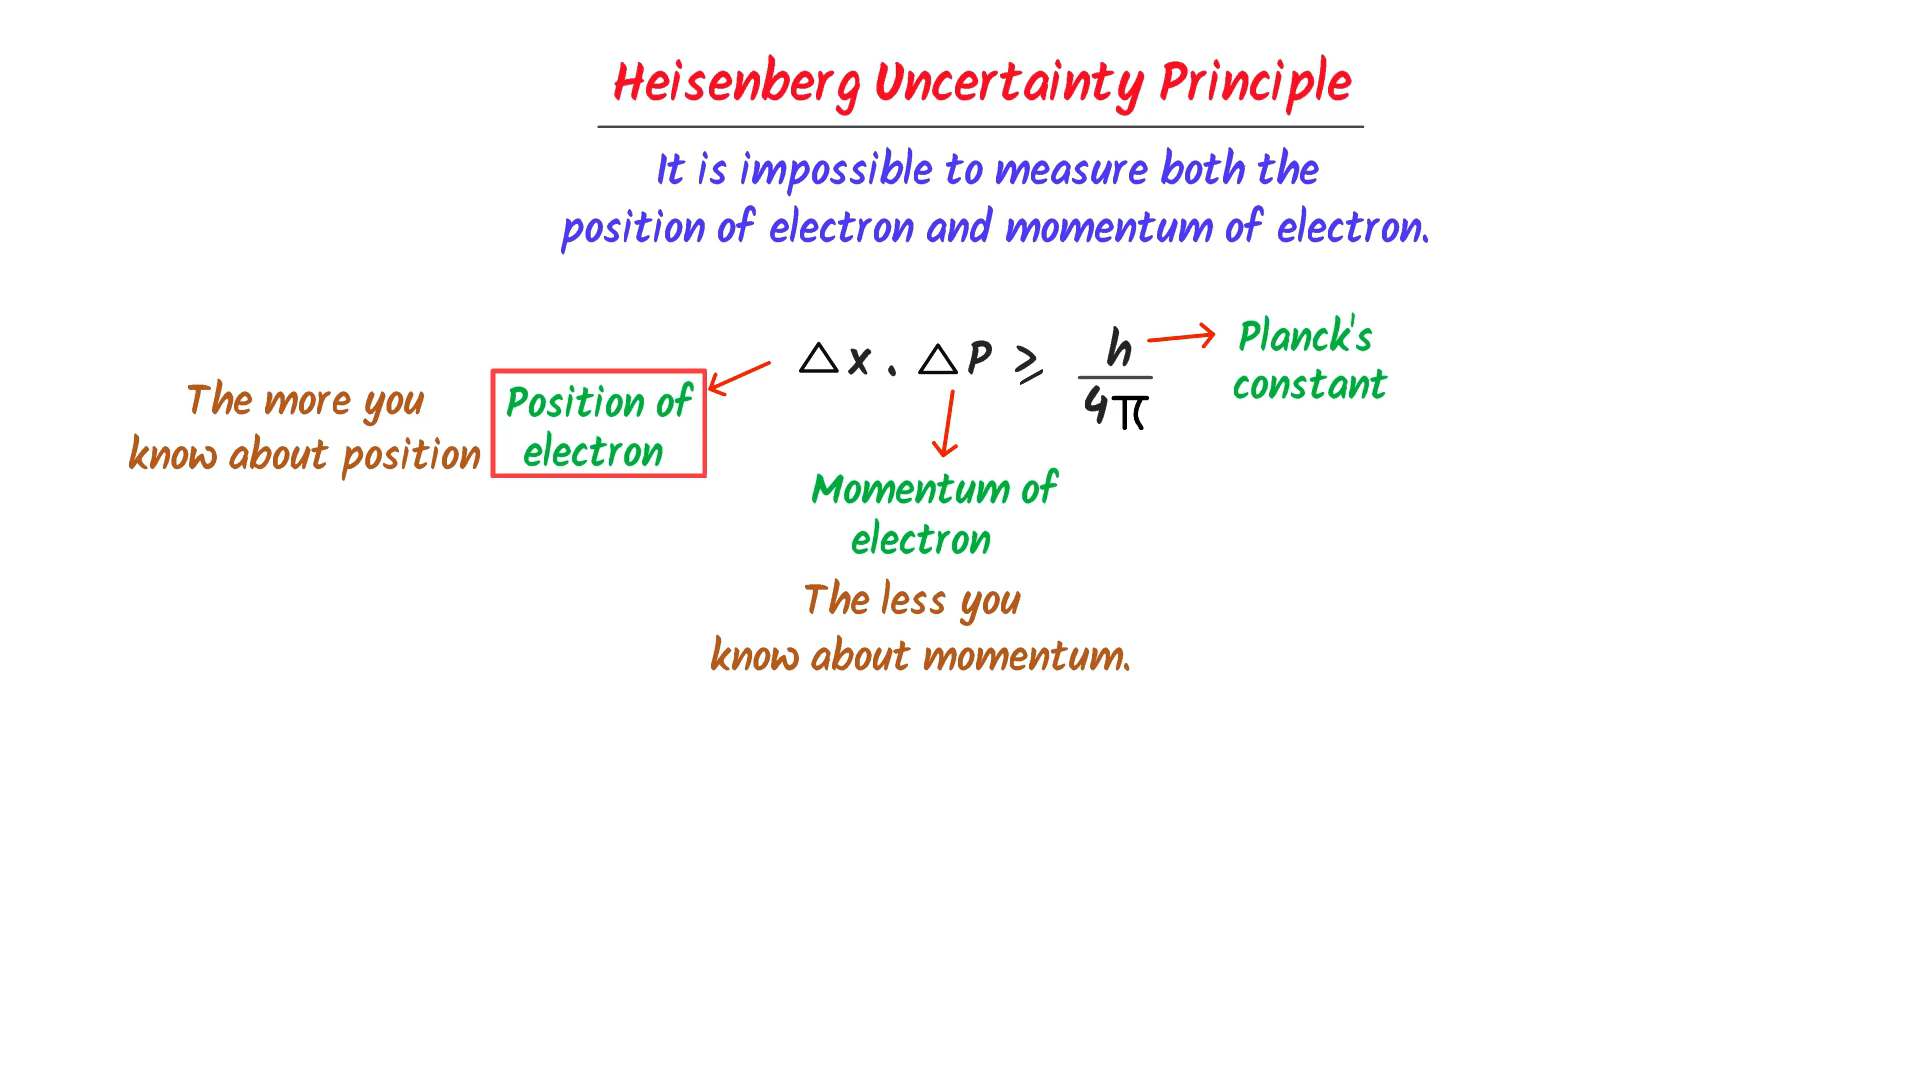 Heisenberg Uncertainty Principle
It is impossible to measure both the
position of electron and momentum of electron.
△x . △P ⩾ h/4π
Planck's
constant
The more you
know about position
Position of
electron
Momentum of
electron
The less you
know about momentum.